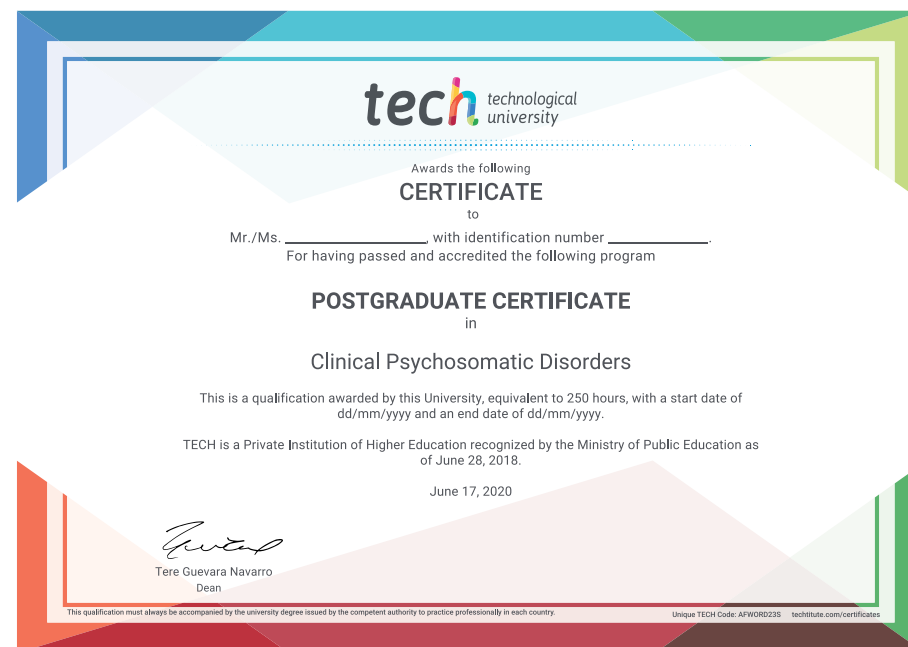 tech technological
university
Awards the following
CERTIFICATE
to
Mr./Ms. ____________________, with identification number ______________.
For having passed and accredited the following program
POSTGRADUATE CERTIFICATE
in
Clinical Psychosomatic Disorders
This is a qualification awarded by this University, equivalent to 250 hours, with a start date of
dd/mm/yyyy and an end date of dd/mm/yyyy.
TECH is a Private Institution of Higher Education recognized by the Ministry of Public Education as
of June 28, 2018.
June 17, 2020
Tere Guevara Navarro
Dean
This qualification must always be accompanied by the university degree issued by the competent authority to practice professionally in each country. Unique TECH Code: AFWORD23S techtitute.com/certificates